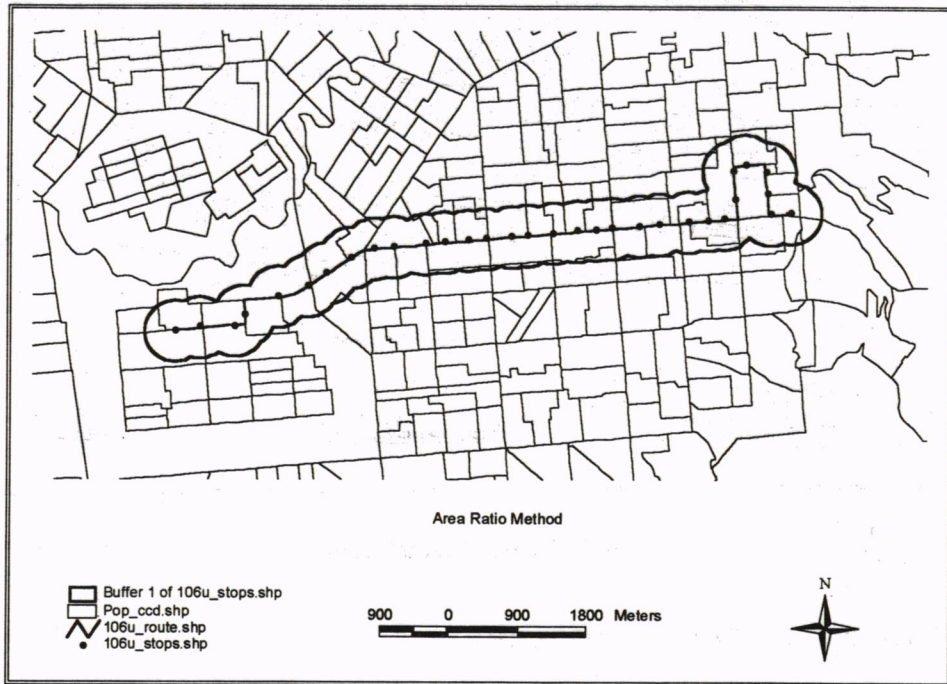 Area Ratio Method
Buffer 1 of 106u_stops.shp
Pop_ccd.shp
106u_route.shp
106u_stops.shp
900 0 900 1800 Meters
N